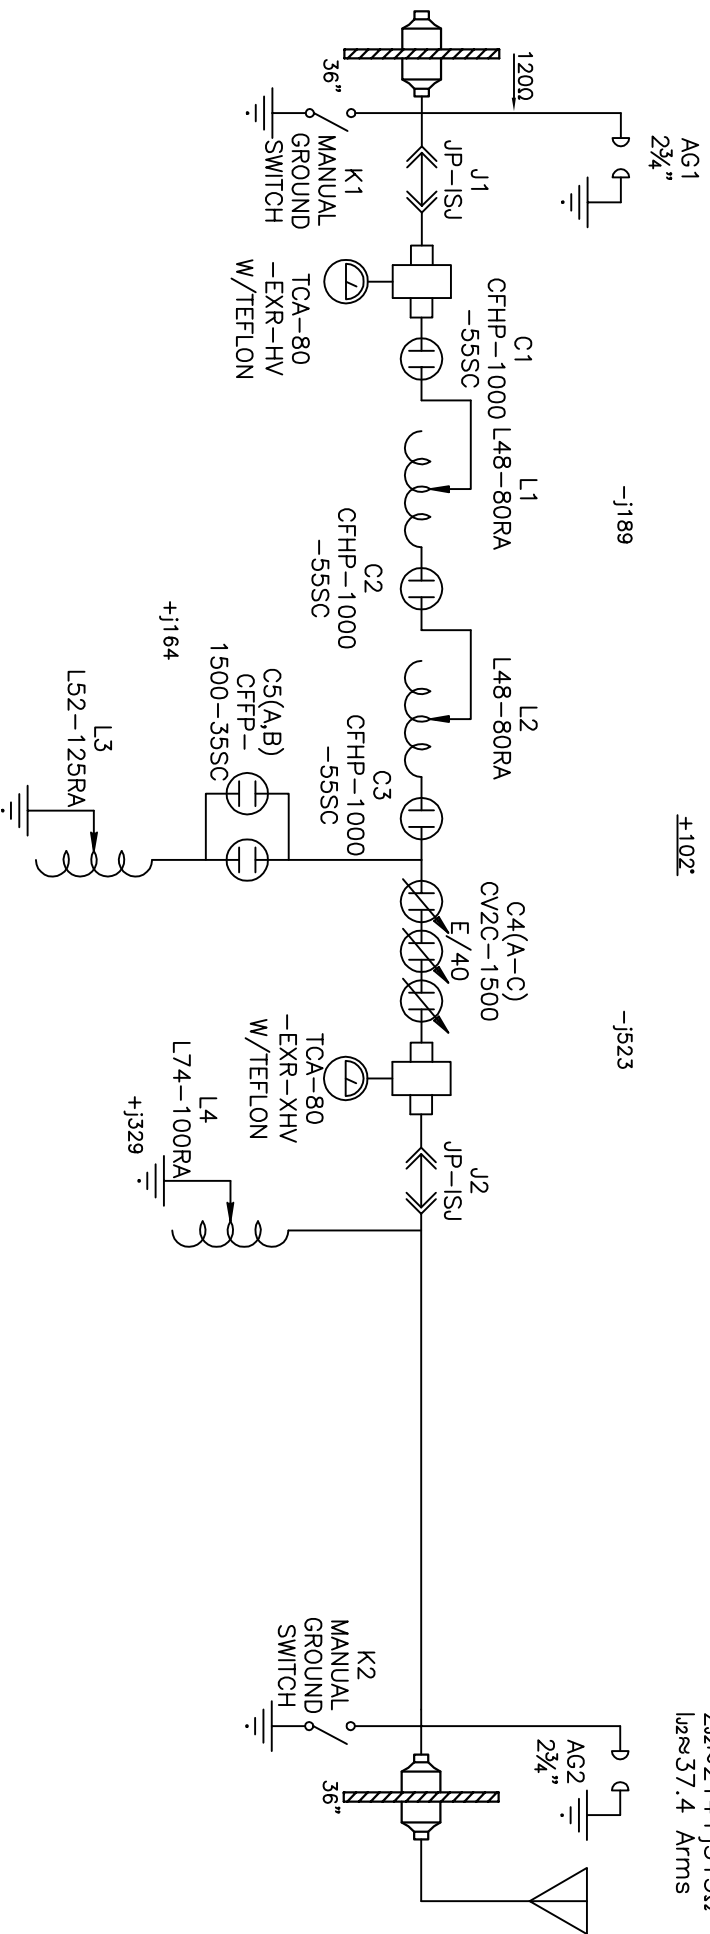 IJ2≈37.4 Arms
AG1
2¾"
120Ω
36"
K1
MANUAL
GROUND
SWITCH
J1
JP-ISJ
TCA-80
-EXR-HV
W/TEFLON
C1
CFHP-1000
-55SC
-j189
L1
L48-80RA
C2
CFHP-1000
-55SC
L2
L48-80RA
C3
CFHP-1000
-55SC
+j164
C5(A,B)
CFFP-
1500-35SC
L3
L52-125RA
±102°
C4(A-C)
CV2C-1500
E/40
-j523
TCA-80
-EXR-XHV
W/TEFLON
J2
JP-ISJ
L4
L74-100RA
+j329
K2
MANUAL
GROUND
SWITCH
AG2
2¾"
36"